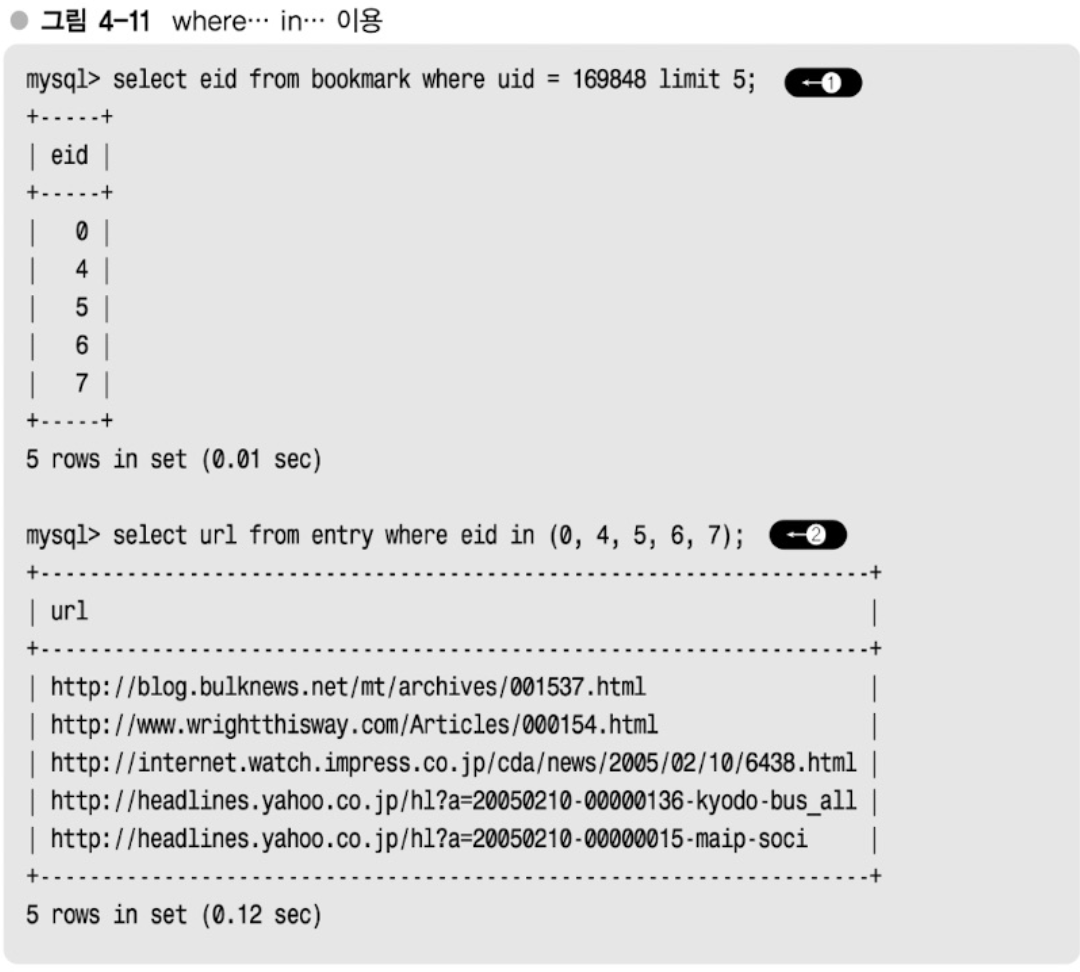 ● 그림 4-11 where… in… 이용
mysql> select eid from bookmark where uid = 169848 limit 5; ←❶
+-----+
| eid |
+-----+
|   0 |
|   4 |
|   5 |
|   6 |
|   7 |
+-----+
5 rows in set (0.01 sec)
mysql> select url from entry where eid in (0, 4, 5, 6, 7); ←❷
+------------------------------------------------------------------+
| url                                                              |
+------------------------------------------------------------------+
| http://blog.bulknews.net/mt/archives/001537.html                 |
| http://www.wrightthisway.com/Articles/000154.html                |
| http://internet.watch.impress.co.jp/cda/news/2005/02/10/6438.html |
| http://headlines.yahoo.co.jp/hl?a=20050210-00000136-kyodo-bus_all |
| http://headlines.yahoo.co.jp/hl?a=20050210-00000015-maip-soci    |
+------------------------------------------------------------------+
5 rows in set (0.12 sec)